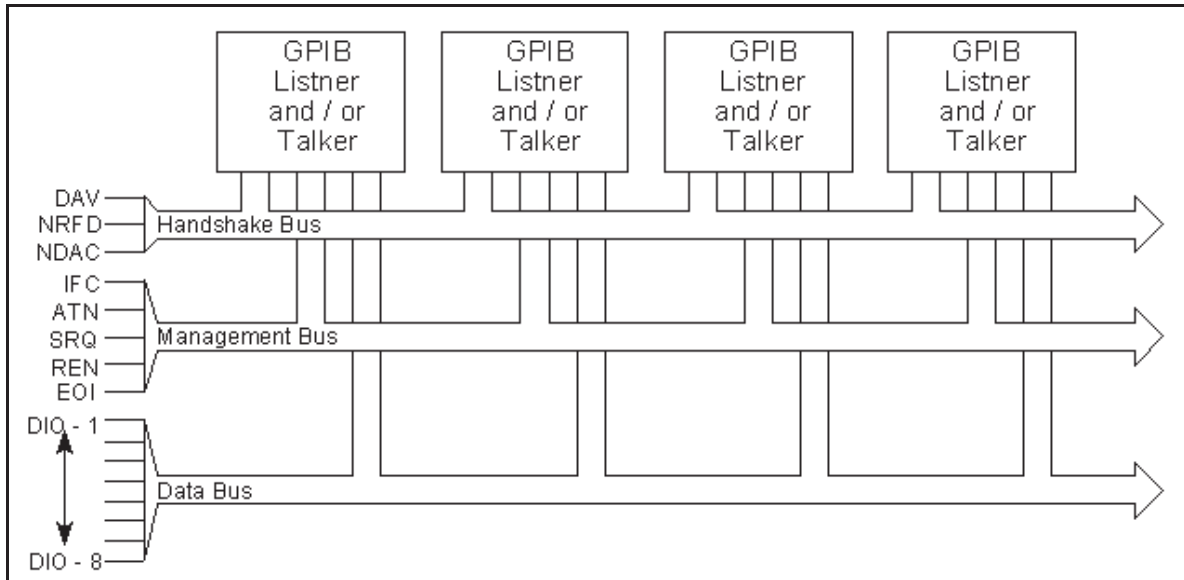 GPIB
Listner
and / or
Talker
GPIB
Listner
and / or
Talker
GPIB
Listner
and / or
Talker
GPIB
Listner
and / or
Talker
DAV
NRFD
NDAC
Handshake Bus
IFC
ATN
SRQ
REN
EOI
Management Bus
DIO - 1
Data Bus
DIO - 8